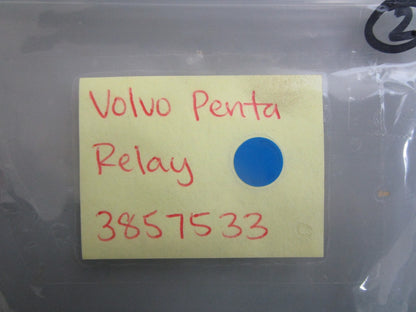 2
Volvo Penta
Relay
3857533